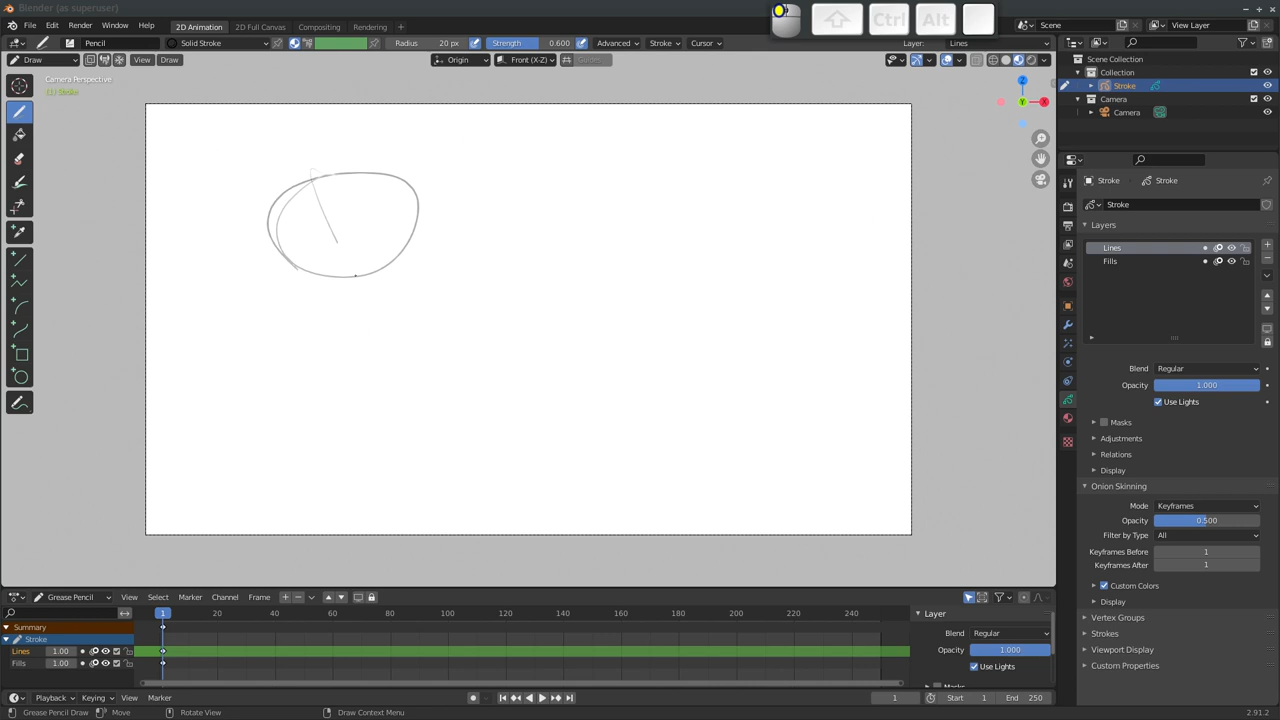 Blender (as superuser)
File Edit Render Window Help 2D Animation 2D Full Canvas Compositing Rendering + Ctrl Alt Scene View Layer
Pencil Solid Stroke Radius 20 px Strength 0.600 Advanced Stroke Cursor Layer: Lines
Draw View Draw Origin Front (X-Z) Guides
Camera Perspective
(1) Stroke
Z
Y
X
Scene Collection
Collection
Stroke
Camera
Camera
Stroke Stroke
Stroke
Layers
Lines
Fills
Blend Regular
Opacity 1.000
Use Lights
Masks
Adjustments
Relations
Display
Onion Skinning
Mode Keyframes
Opacity 0.500
Filter by Type All
Keyframes Before 1
Keyframes After 1
Custom Colors
Display
Vertex Groups
Strokes
Viewport Display
Custom Properties
Grease Pencil View Select Marker Channel Frame
1 20 40 60 80 100 120 140 160 180 200 220 240
Summary
Stroke
Lines 1.00
Fills 1.00
Layer
Blend Regular
Opacity 1.000
Use Lights
Masks
Playback Keying View Marker 1 Start 1 End 250
Grease Pencil Draw Move Rotate View Draw Context Menu 2.91.2